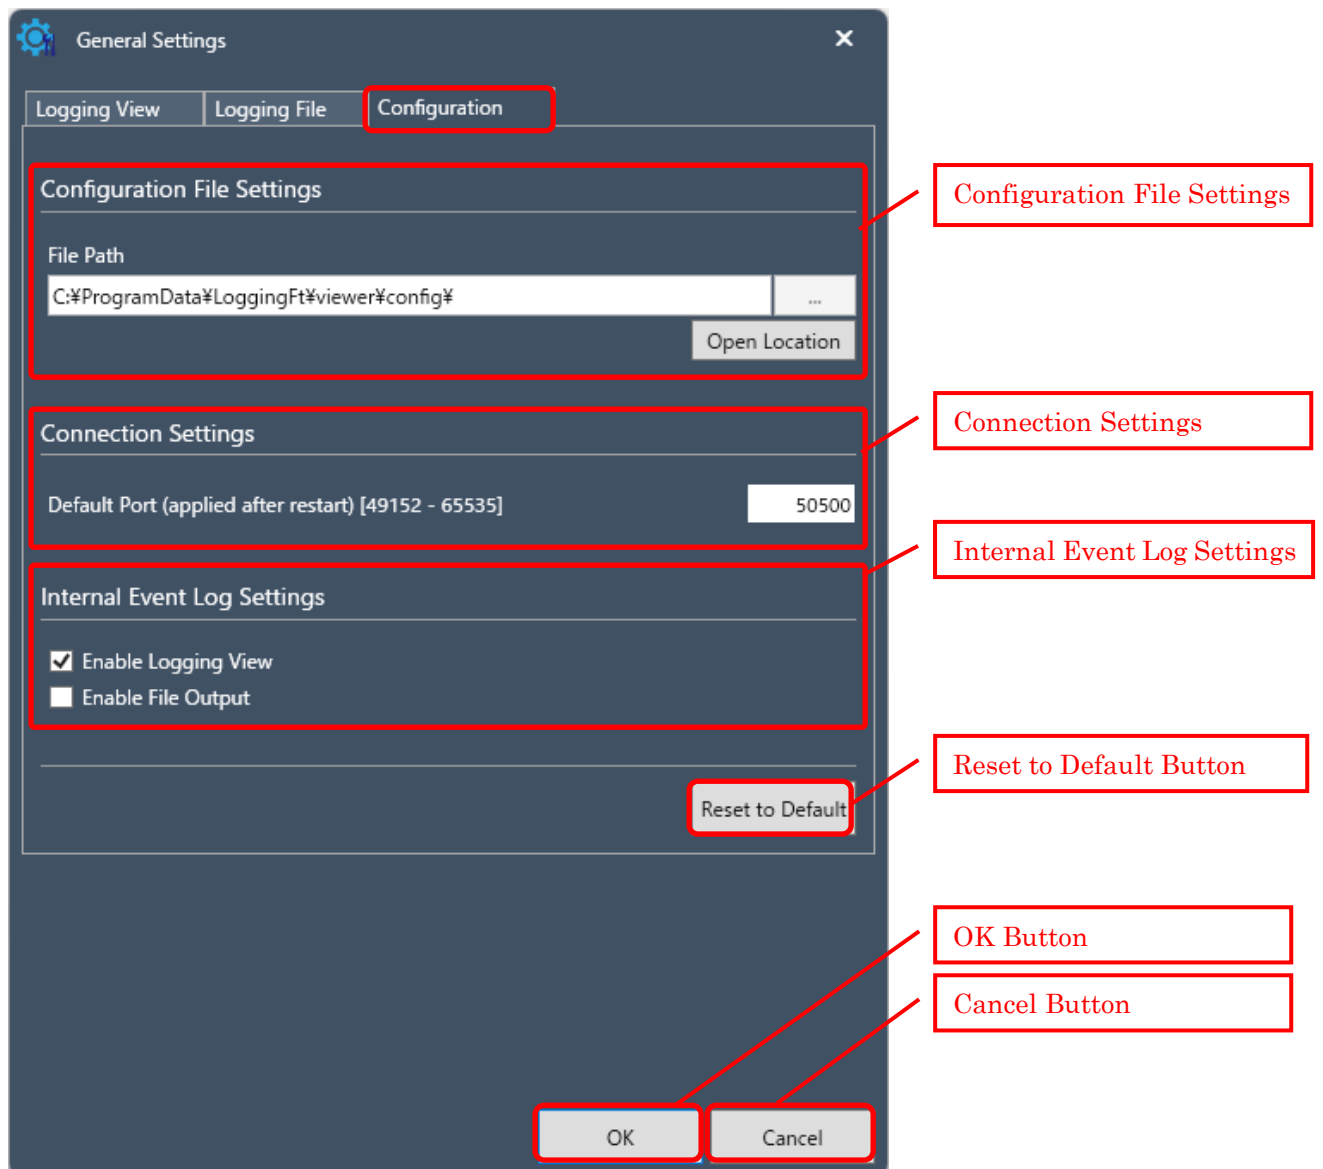 General Settings
Logging View
Logging File
Configuration
Configuration File Settings
File Path
C:¥ProgramData¥LoggingFt¥viewer¥config¥
...
Open Location
Connection Settings
Default Port (applied after restart) [49152 - 65535]
50500
Internal Event Log Settings
Enable Logging View
Enable File Output
Reset to Default
OK
Cancel
Configuration File Settings
Connection Settings
Internal Event Log Settings
Reset to Default Button
OK Button
Cancel Button